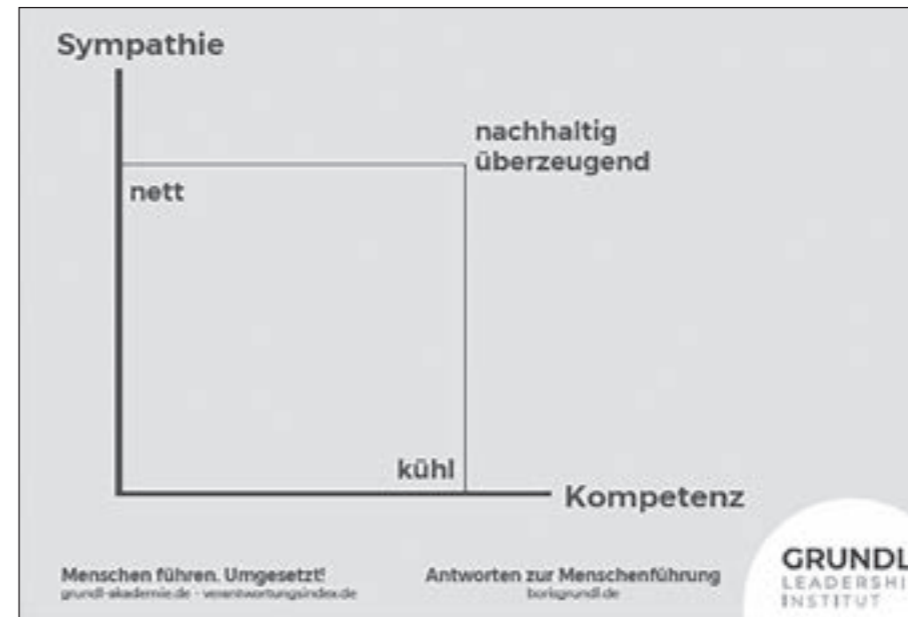 Sympathie
nachhaltig
überzeugend
nett
kühl
Kompetenz
Menschen führen. Umgesetzt!
grundl-akademie.de - verantwortungsindex.de
Antworten zur Menschenführung
borisgrundl.de
GRUNDL
LEADERSHI
INSTITUT